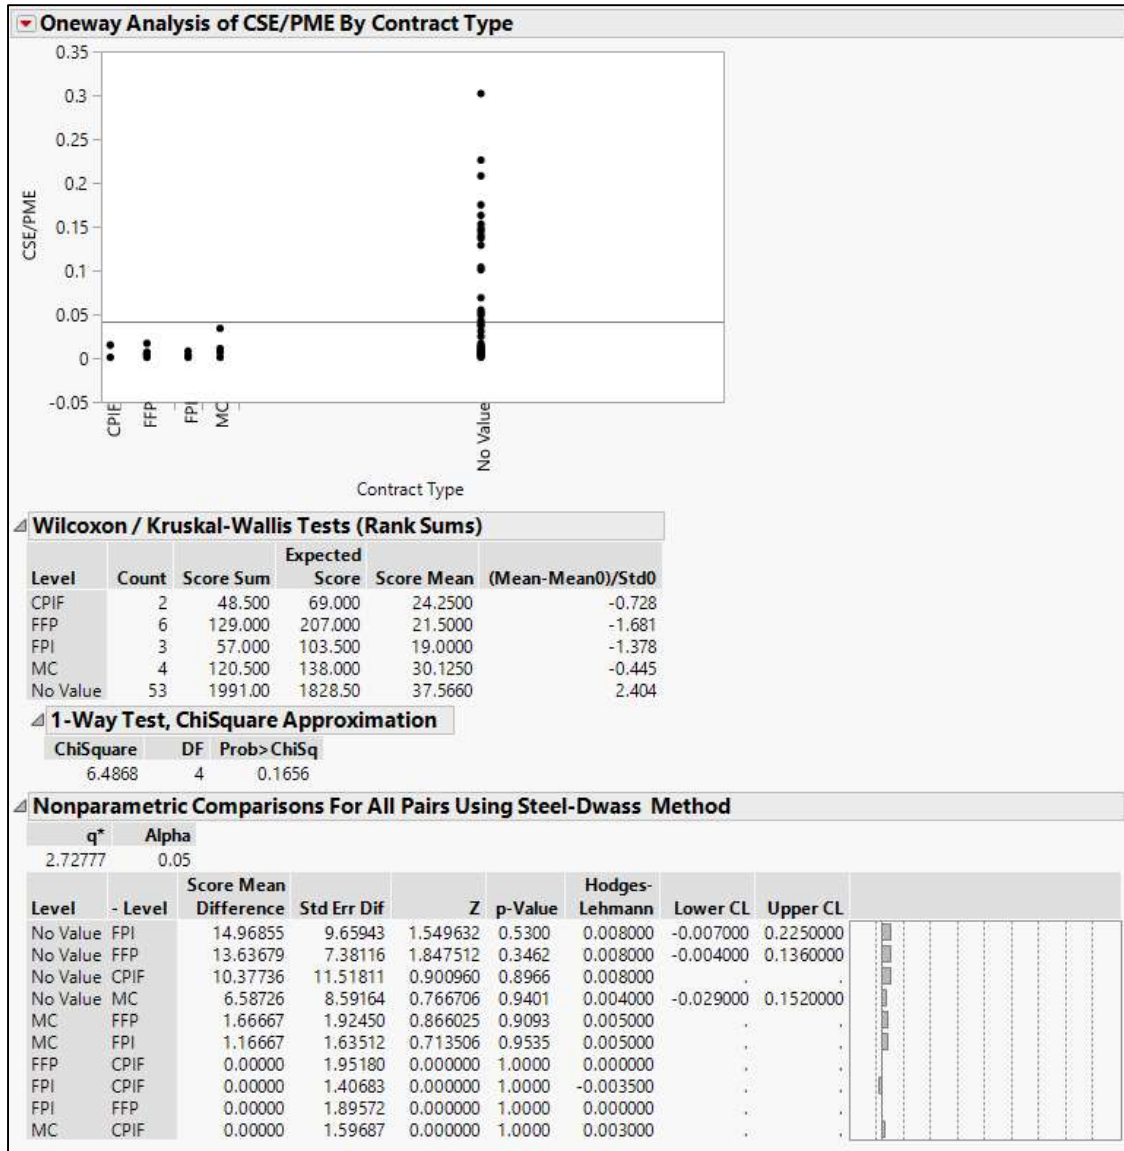 Oneway Analysis of CSE/PME By Contract Type
0.35
0.3
0.25
0.2
0.15
0.1
0.05
0
-0.05
CSE/PME
CPIF FFP FPI MC No Value
Contract Type
Wilcoxon / Kruskal-Wallis Tests (Rank Sums)
Expected
Level Count Score Sum Score Score Mean (Mean-Mean0)/Std0
CPIF 2 48.500 69.000 24.2500 -0.728
FFP 6 129.000 207.000 21.5000 -1.681
FPI 3 57.000 103.500 19.0000 -1.378
MC 4 120.500 138.000 30.1250 -0.445
No Value 53 1991.00 1828.50 37.5660 2.404
1-Way Test, ChiSquare Approximation
ChiSquare DF Prob>ChiSq
6.4868 4 0.1656
Nonparametric Comparisons For All Pairs Using Steel-Dwass Method
q* Alpha
2.72777 0.05
Score Mean Hodges-
Level - Level Difference Std Err Dif Z p-Value Lehmann Lower CL Upper CL
No Value FPI 14.96855 9.65943 1.549632 0.5300 0.008000 -0.007000 0.2250000
No Value FFP 13.63679 7.38116 1.847512 0.3462 0.008000 -0.004000 0.1360000
No Value CPIF 10.37736 11.51811 0.900960 0.8966 0.008000 . .
No Value MC 6.58726 8.59164 0.766706 0.9401 0.004000 -0.029000 0.1520000
MC FFP 1.66667 1.92450 0.866025 0.9093 0.005000 . .
MC FPI 1.16667 1.63512 0.713506 0.9535 0.005000 . .
FFP CPIF 0.00000 1.95180 0.000000 1.0000 0.000000 . .
FPI CPIF 0.00000 1.40683 0.000000 1.0000 -0.003500 . .
FPI FFP 0.00000 1.89572 0.000000 1.0000 0.000000 . .
MC CPIF 0.00000 1.59687 0.000000 1.0000 0.003000 . .